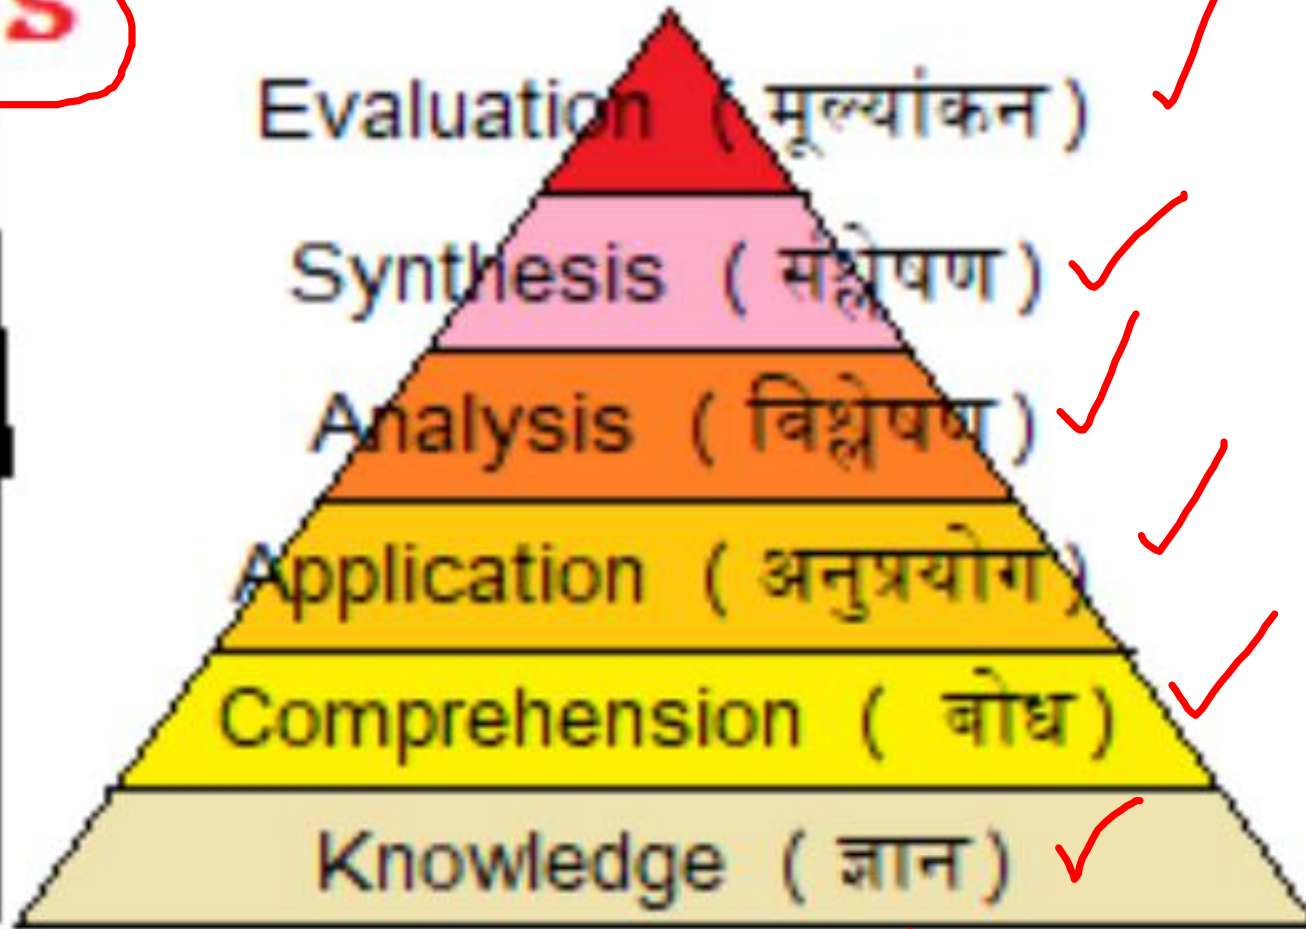 s
Evaluation ( मूल्यांकन )
Synthesis ( संश्लेषण )
Analysis ( विश्लेषण )
Application ( अनुप्रयोग )
Comprehension ( बोध )
Knowledge ( ज्ञान )